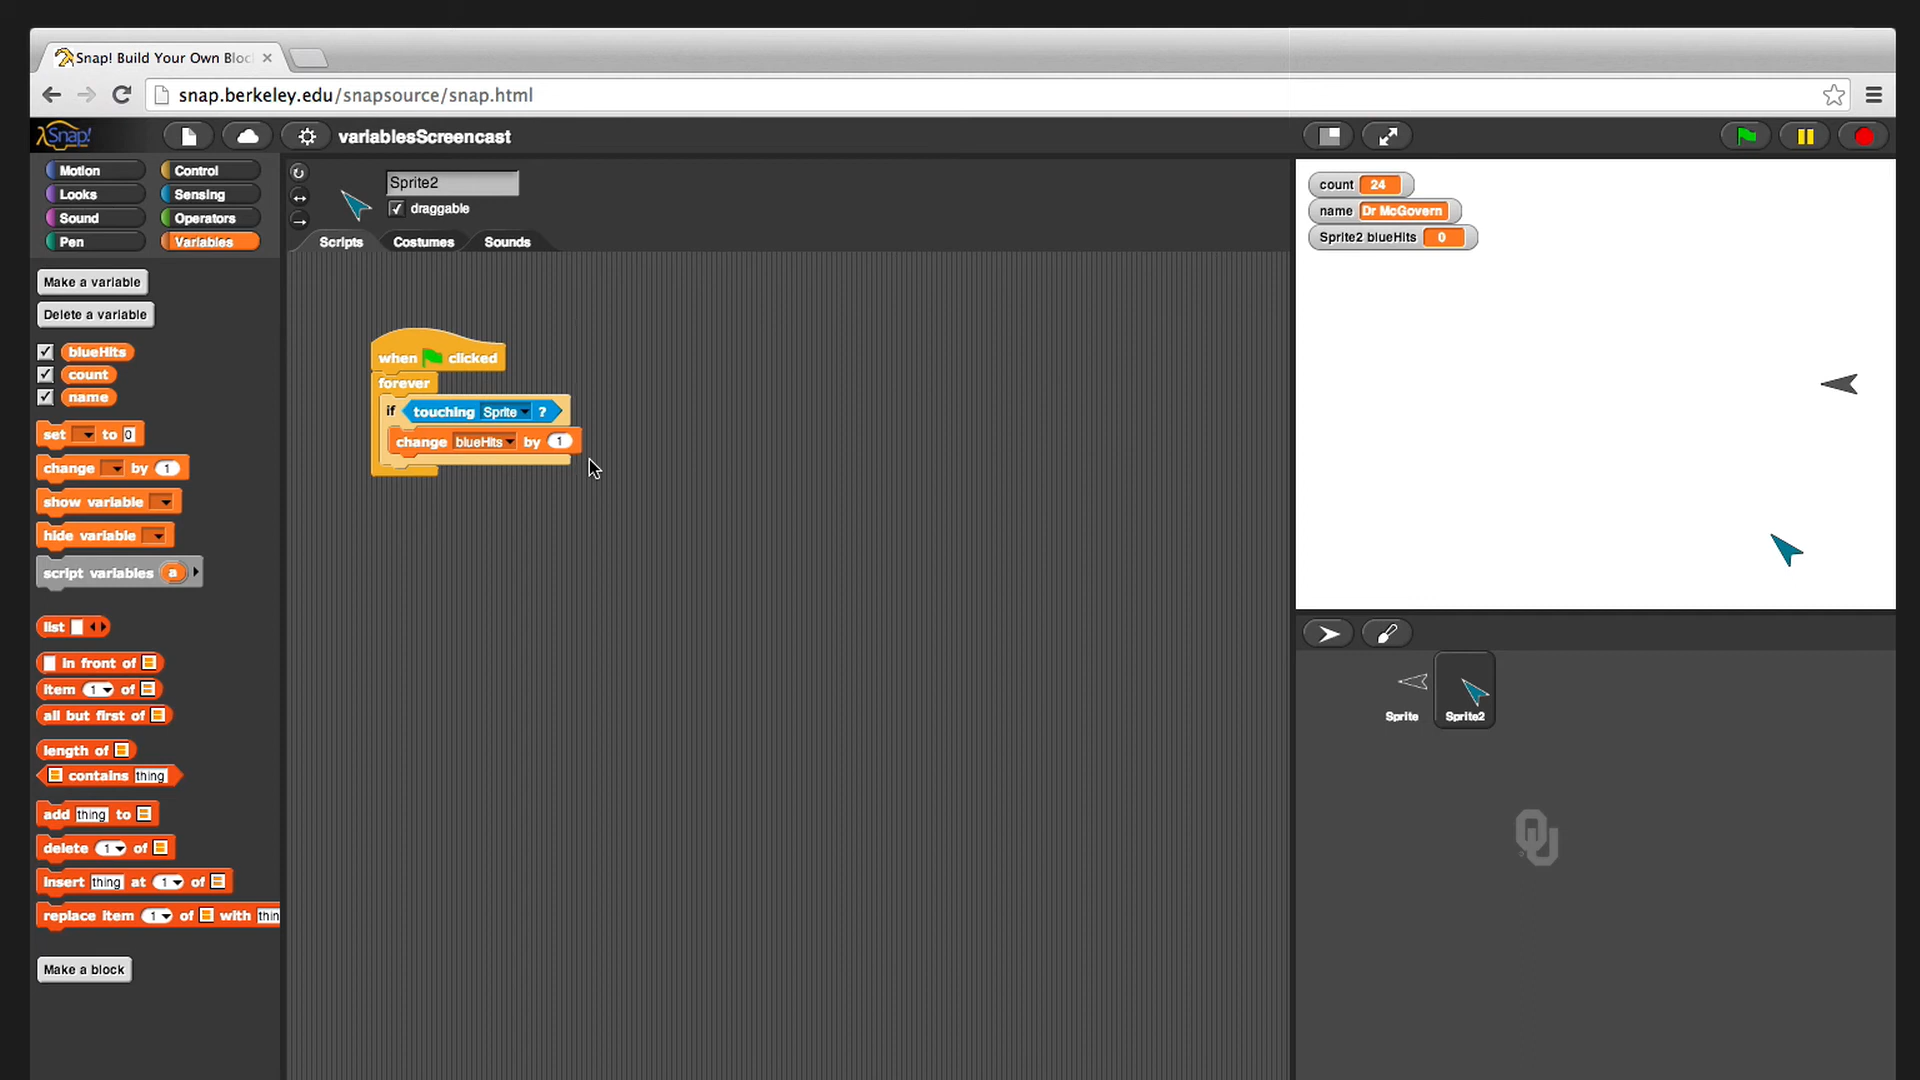 Snap! Build Your Own Bloc
snap.berkeley.edu/snapsource/snap.html
λSnap!
variablesScreencast
Motion
Control
Looks
Sensing
Sound
Operators
Pen
Variables
Make a variable
Delete a variable
blueHits
count
name
set to 0
change by 1
show variable
hide variable
script variables a
list
in front of
item 1 of
all but first of
length of
contains thing
add thing to
delete 1 of
insert thing at 1 of
replace item 1 of with thin
Make a block
Sprite2
draggable
Scripts
Costumes
Sounds
when clicked
forever
if touching Sprite ?
change blueHits by 1
count 24
name Dr McGovern
Sprite2 blueHits 0
Sprite
Sprite2
OU